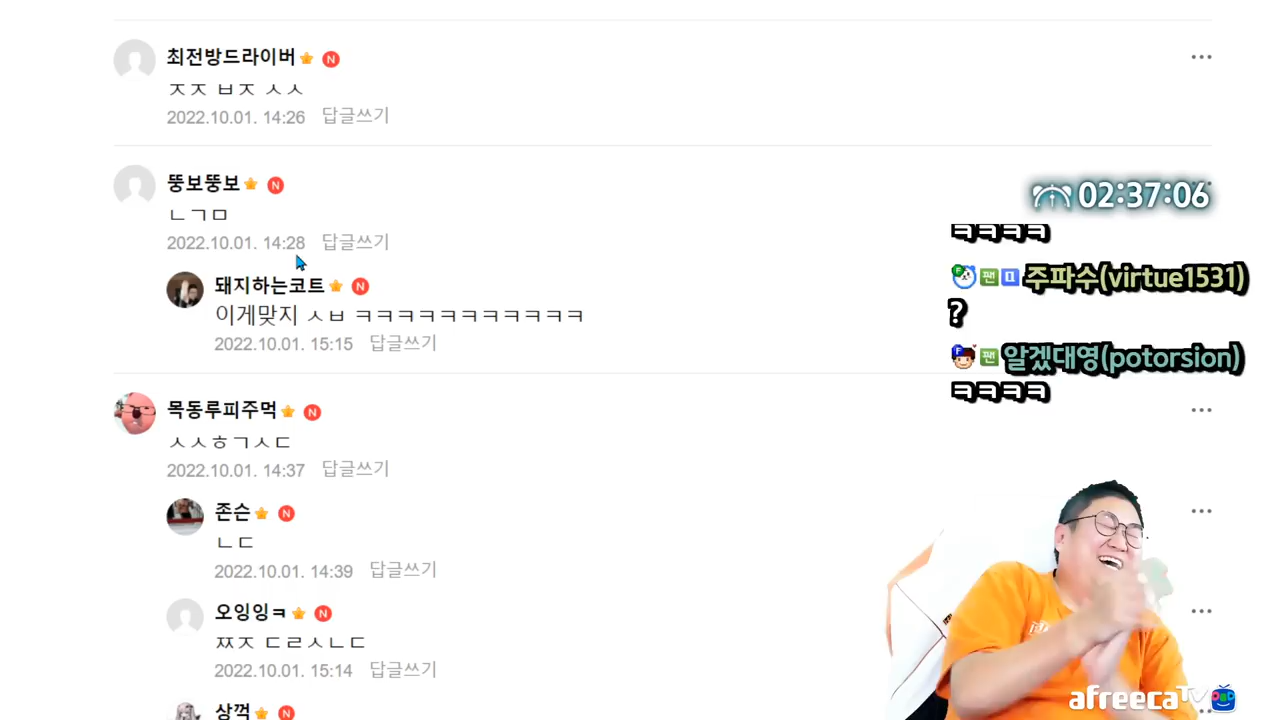 최전방드라이버 N
ㅈㅈ ㅂㅈ ㅅㅅ
2022.10.01. 14:26 답글쓰기
뚱보뚱보 N
ㄴㄱㅁ
2022.10.01. 14:28 답글쓰기
돼지하는코트 N
이게맞지 ㅅㅂ ㅋㅋㅋㅋㅋㅋㅋㅋㅋㅋㅋ
2022.10.01. 15:15 답글쓰기
목동루피주먹 N
ㅅㅅㅎㄱㅅㄷ
2022.10.01. 14:37 답글쓰기
존슨 N
ㄴㄷ
2022.10.01. 14:39 답글쓰기
오잉잉ㅋ N
ㅉㅈ ㄷㄹㅅㄴㄷ
2022.10.01. 15:14 답글쓰기
상꺽 N
02:37:06
ㅋㅋㅋㅋ
F 팬 1 주파수(virtue1531)
?
F 팬 알겠대영(potorsion)
ㅋㅋㅋㅋ
afreecaTV